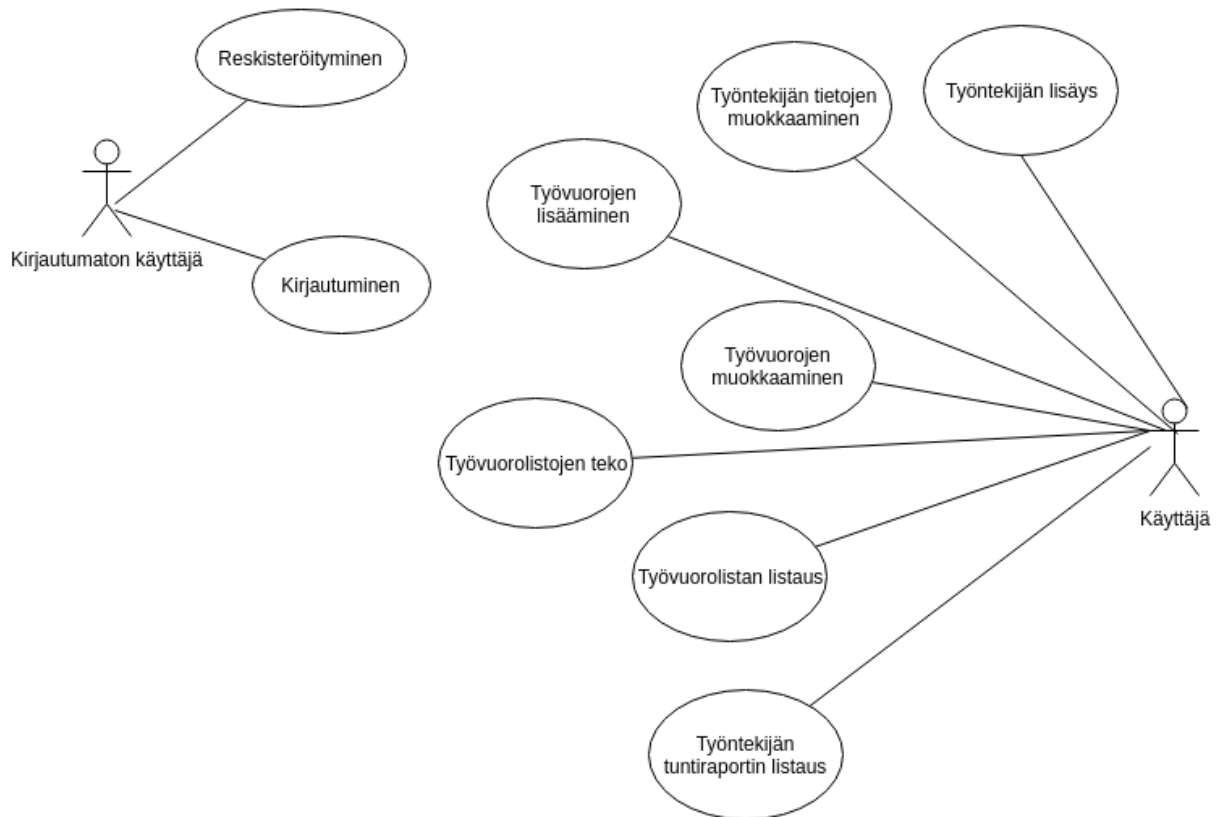 Reskisteröityminen
Kirjautumaton käyttäjä
Kirjautuminen
Työntekijän tietojen
muokkaaminen
Työntekijän lisäys
Työvuorojen
lisääminen
Työvuorojen
muokkaaminen
Työvuorolistojen teko
Käyttäjä
Työvuorolistan listaus
Työntekijän
tuntiraportin listaus